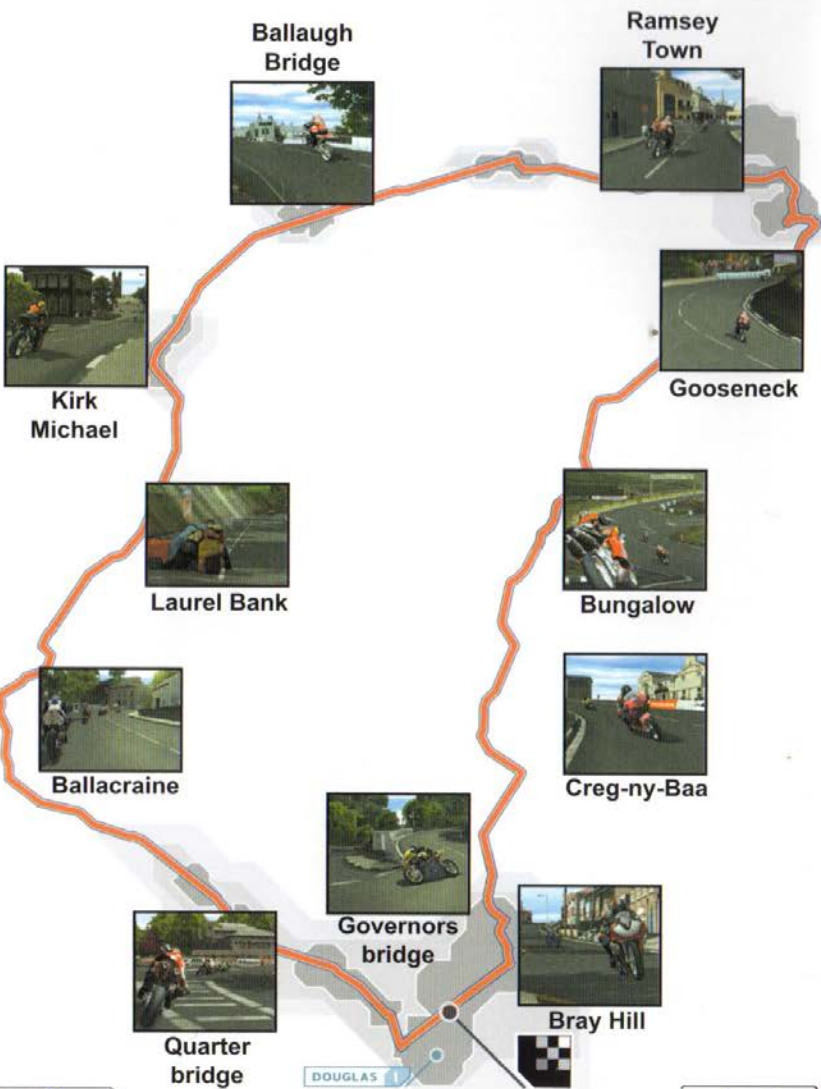 Ballaugh
Bridge
Ramsey
Town
Kirk
Michael
Gooseneck
Laurel Bank
Bungalow
Ballacraine
Creg-ny-Baa
Governors
bridge
Quarter
bridge
Bray Hill
DOUGLAS